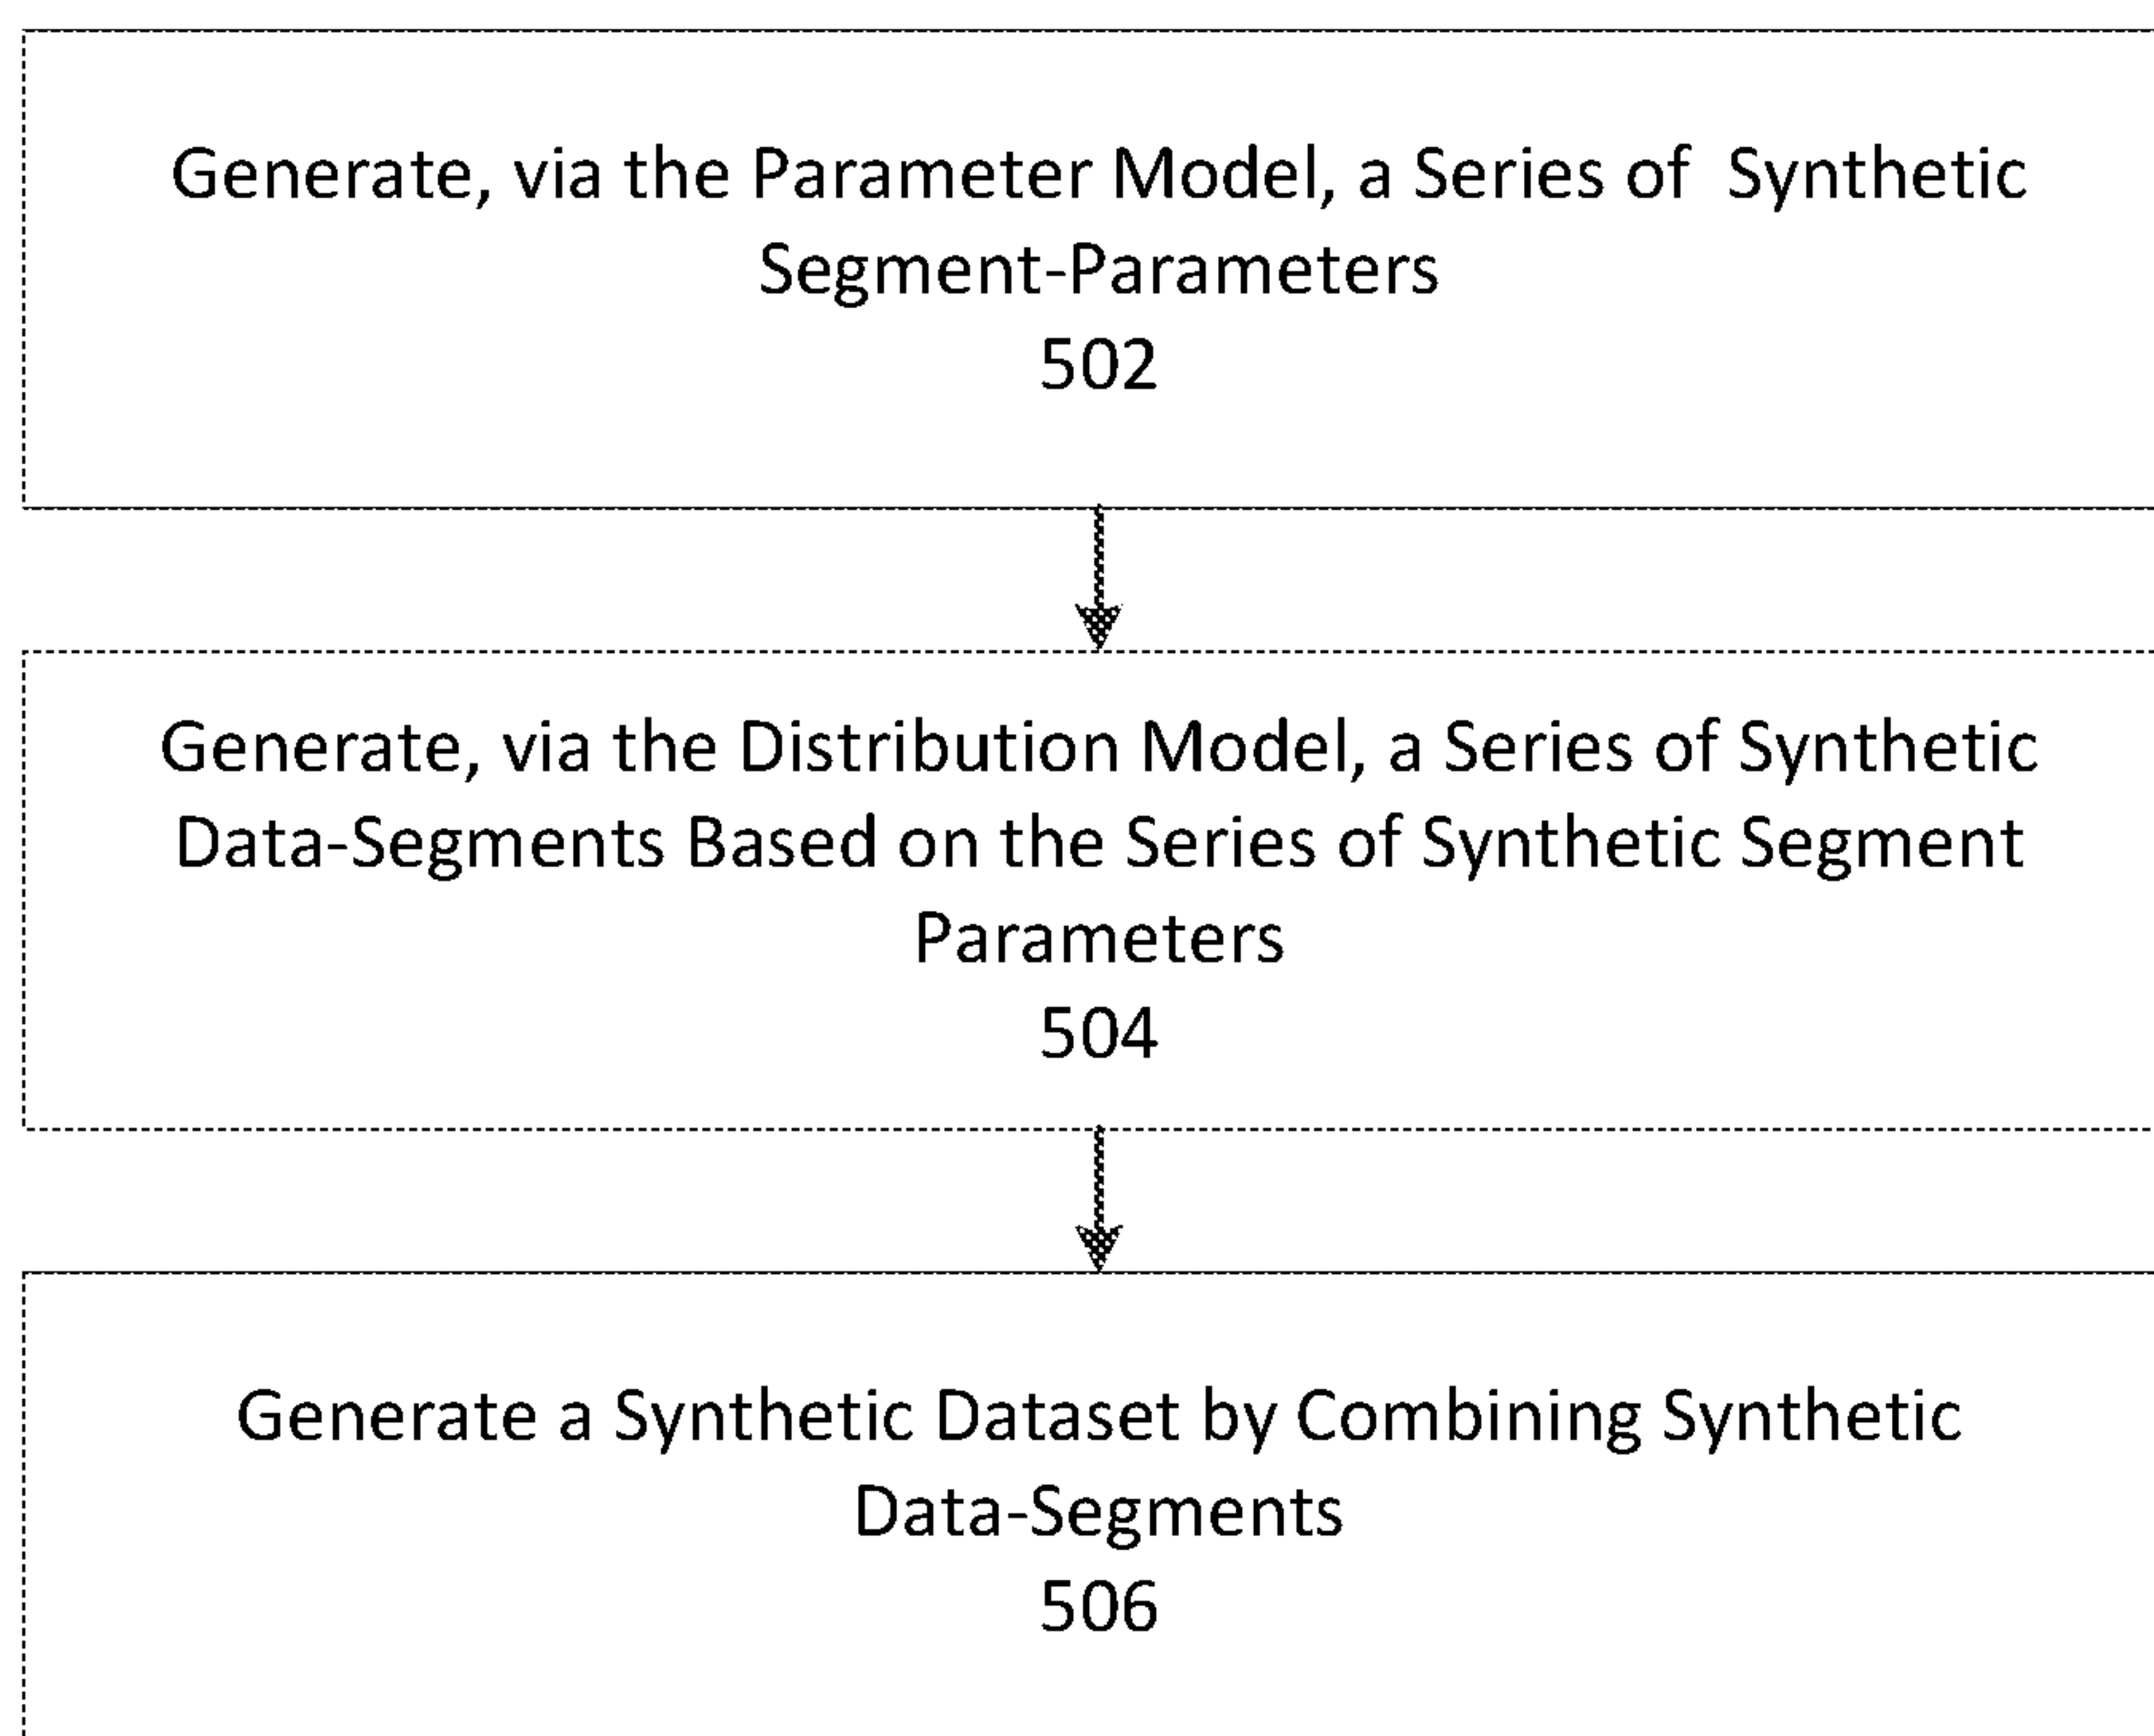 Generate, via the Parameter Model, a Series of Synthetic
Segment-Parameters
502
Generate, via the Distribution Model, a Series of Synthetic
Data-Segments Based on the Series of Synthetic Segment
Parameters
504
Generate a Synthetic Dataset by Combining Synthetic
Data-Segments
506